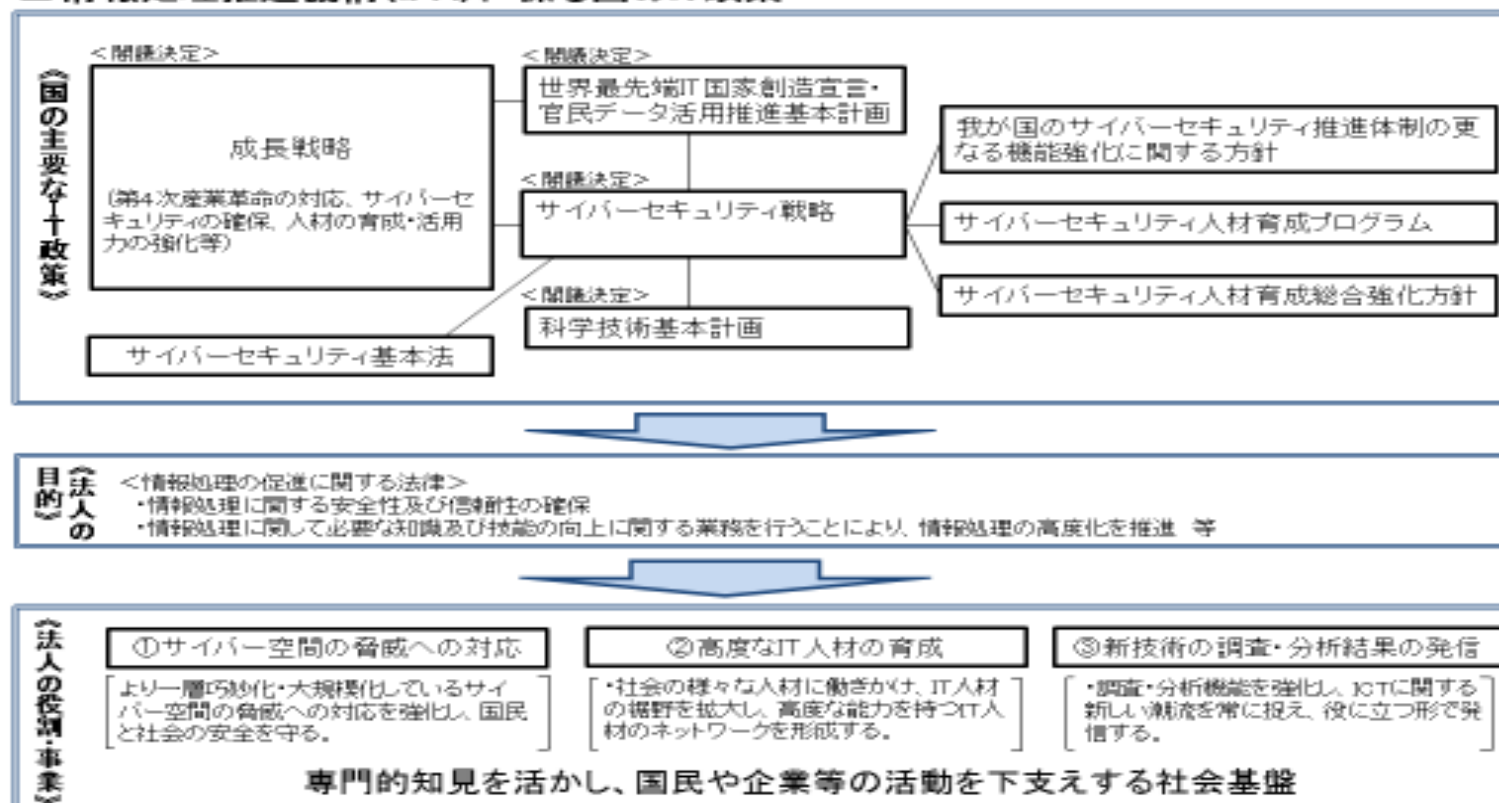 《国の主要なIT政策》
＜閣議決定＞
成長戦略
(第4次産業革命の対応、サイバーセ
キュリティの確保、人材の育成・活用
力の強化等)
＜閣議決定＞
世界最先端IT国家創造宣言・
官民データ活用推進基本計画
＜閣議決定＞
サイバーセキュリティ戦略
＜閣議決定＞
科学技術基本計画
サイバーセキュリティ基本法
我が国のサイバーセキュリティ推進体制の更
なる機能強化に関する方針
サイバーセキュリティ人材育成プログラム
サイバーセキュリティ人材育成総合強化方針
《法人の
目的》
＜情報処理の促進に関する法律＞
・情報処理に関する安全性及び信頼性の確保
・情報処理に関して必要な知識及び技能の向上に関する業務を行うことにより、情報処理の高度化を推進 等
《法人の役割・事業》
①サイバー空間の脅威への対応
より一層巧妙化・大規模化しているサイ
バー空間の脅威への対応を強化し、国民
と社会の安全を守る。
②高度なIT人材の育成
・社会の様々な人材に働きかけ、IT人材
の裾野を拡大し、高度な能力を持つIT人
材のネットワークを形成する。
③新技術の調査・分析結果の発信
・調査・分析機能を強化し、ICTに関する
新しい潮流を常に捉え、役に立つ形で発
信する。
専門的知見を活かし、国民や企業等の活動を下支えする社会基盤